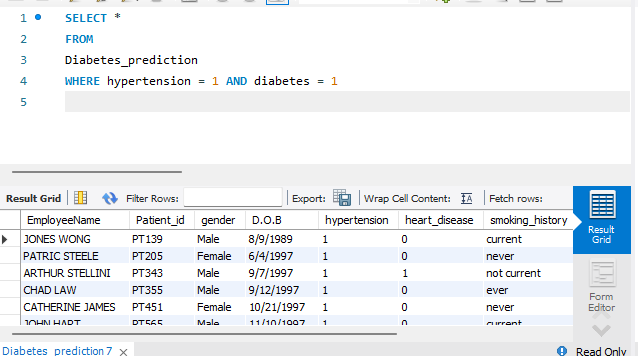 1 SELECT *
2 FROM
3 Diabetes_prediction
4 WHERE hypertension = 1 AND diabetes = 1
5
Result Grid Filter Rows: Export: Wrap Cell Content: Fetch rows:
EmployeeName Patient_id gender D.O.B hypertension heart_disease smoking_history
JONES WONG PT139 Male 8/9/1989 1 0 current
PATRIC STEELE PT205 Female 6/4/1997 1 0 never
ARTHUR STELLINI PT343 Male 9/7/1997 1 1 not current
CHAD LAW PT355 Male 9/12/1997 1 0 ever
CATHERINE JAMES PT451 Female 10/21/1997 1 0 never
JOHN HART PT565 Male 11/10/1997 1 0 current
Result
Grid
Form
Editor
Diabetes_prediction 7
Read Only